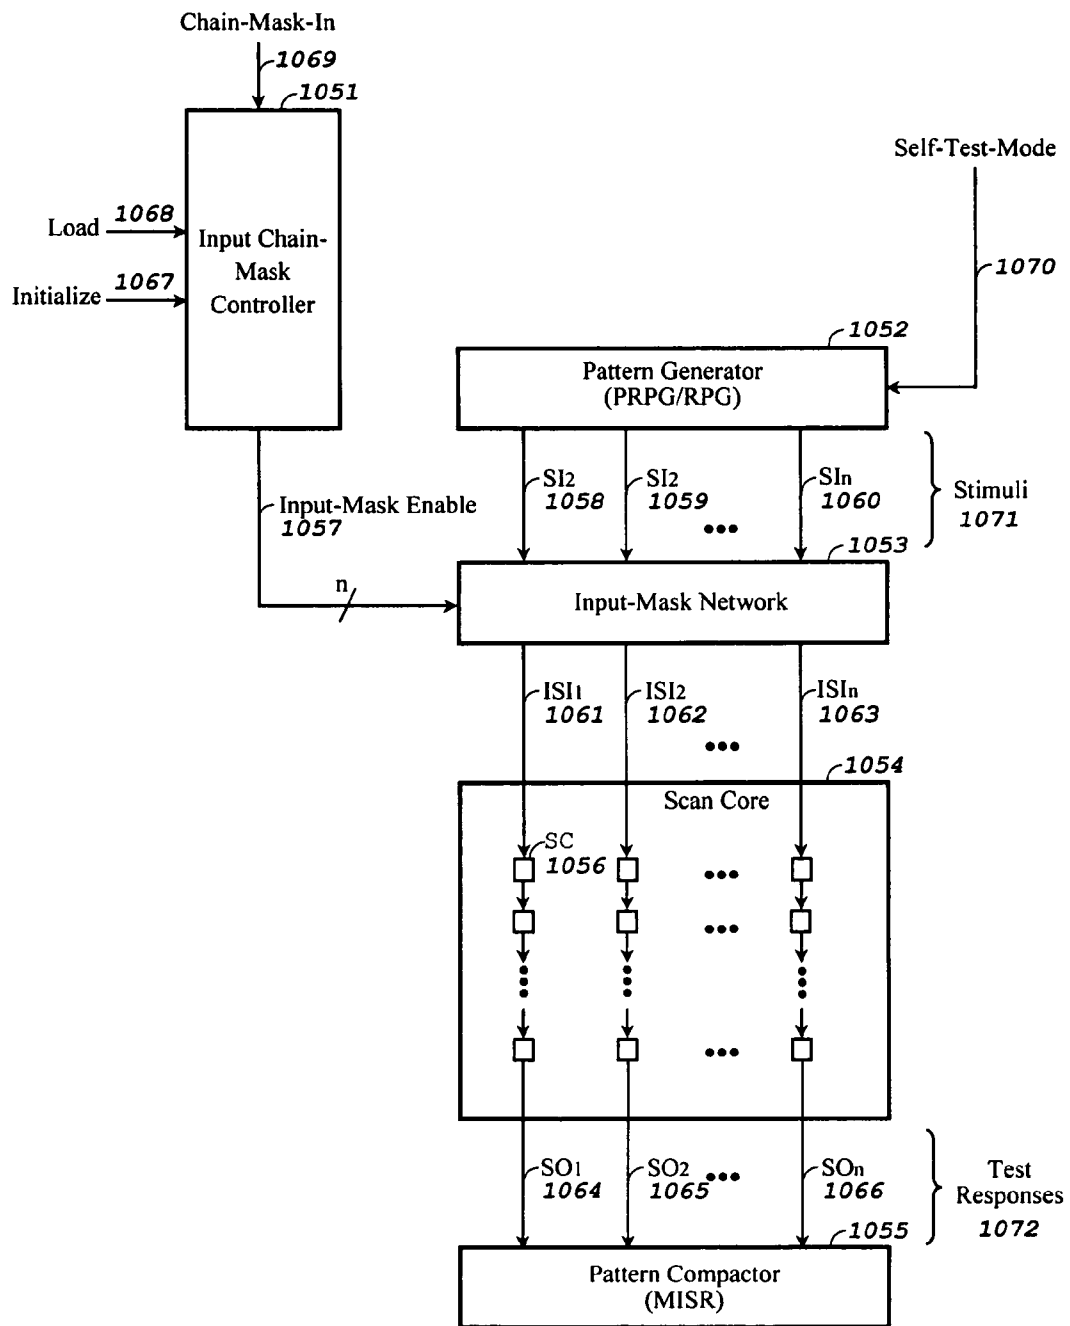 Chain-Mask-In
1069
1051
Self-Test-Mode
Load 1068
Input Chain-
Mask
Controller
Initialize 1067
1070
1052
Pattern Generator
(PRPG/RPG)
SI2
1058
SI2
1059
SIn
1060
Stimuli
1071
Input-Mask Enable
1057
1053
n
Input-Mask Network
ISI1
1061
ISI2
1062
ISIn
1063
1054
Scan Core
SC
1056
SO1
1064
SO2
1065
SOn
1066
Test
Responses
1072
1055
Pattern Compactor
(MISR)